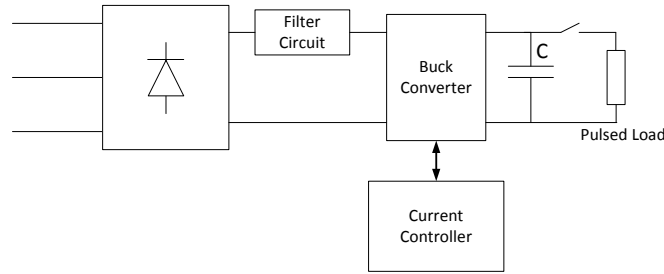 Filter
Circuit
Buck
Converter
C
Pulsed Load
Current
Controller